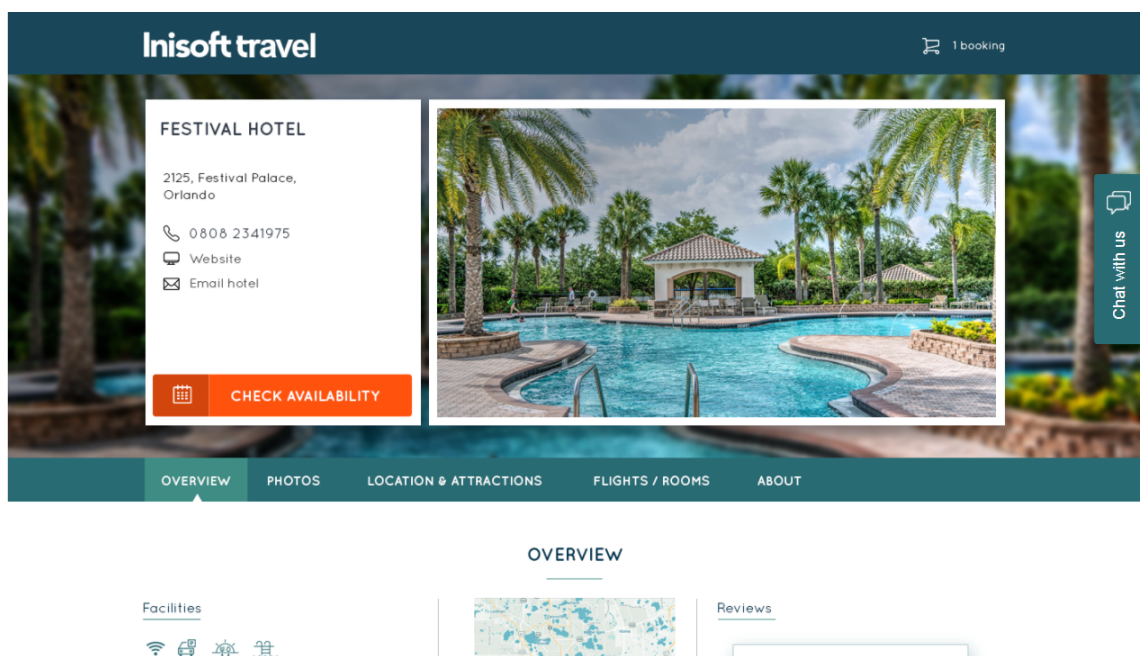 Inisoft travel
1 booking
FESTIVAL HOTEL
2125, Festival Palace,
Orlando
0808 2341975
Website
Email hotel
CHECK AVAILABILITY
Chat with us
OVERVIEW
PHOTOS
LOCATION & ATTRACTIONS
FLIGHTS / ROOMS
ABOUT
OVERVIEW
Facilities
Reviews